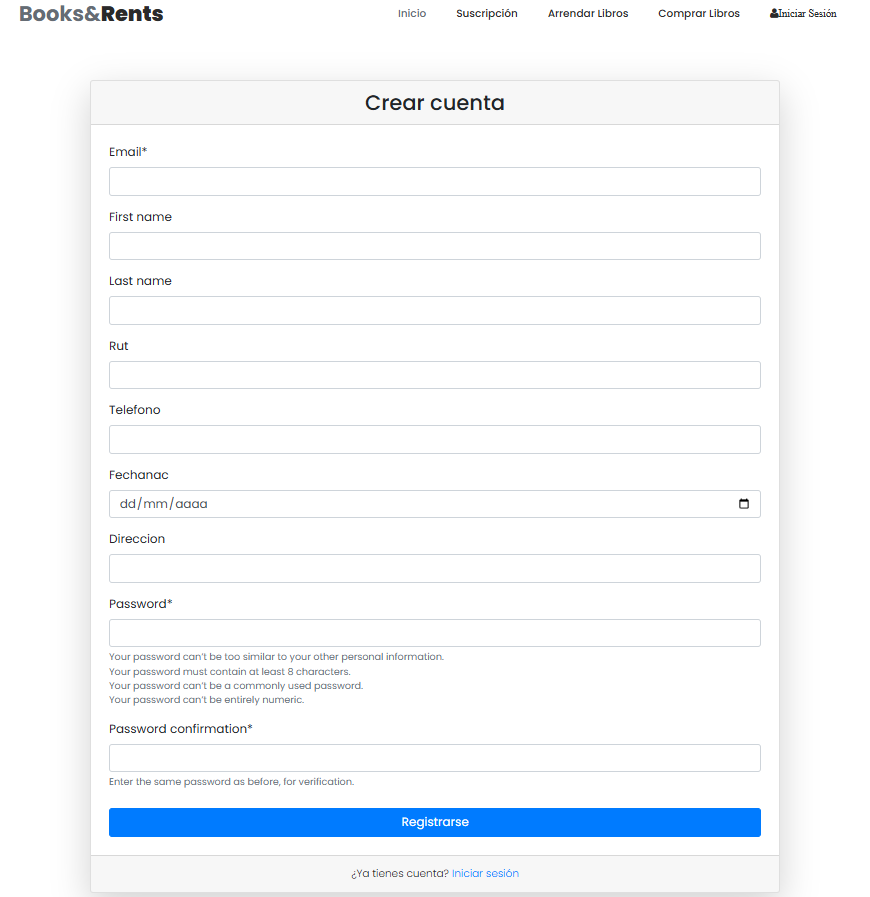 Books&Rents
Inicio Suscripción Arrendar Libros Comprar Libros Iniciar Sesión
Crear cuenta
Email*
First name
Last name
Rut
Telefono
Fechanac
dd/mm/aaaa
Direccion
Password*
Your password can't be too similar to your other personal information.
Your password must contain at least 8 characters.
Your password can't be a commonly used password.
Your password can't be entirely numeric.
Password confirmation*
Enter the same password as before, for verification.
Registrarse
¿Ya tienes cuenta? Iniciar sesión